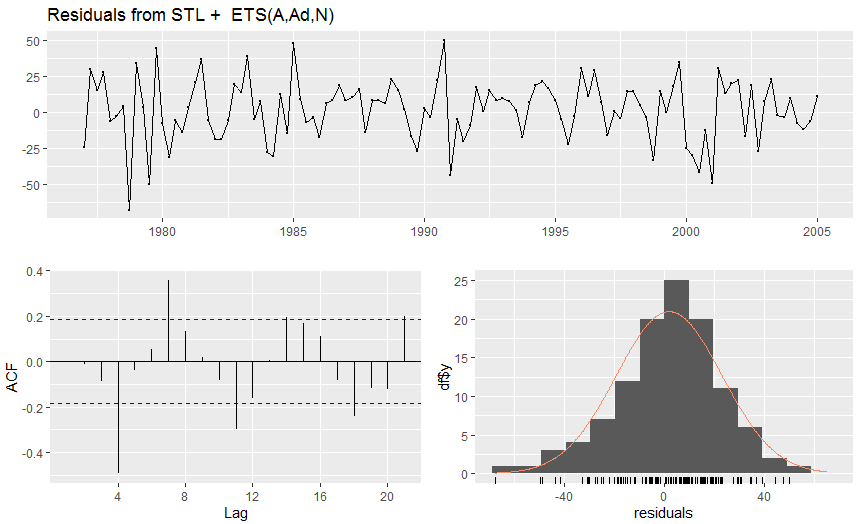 Residuals from STL + ETS(A,Ad,N)
50
25
0
-25
-50
1980 1985 1990 1995 2000 2005
0.4
0.2
0.0
-0.2
-0.4
ACF
4 8 12 16 20
Lag
25
20
15
10
5
0
df$y
-40 0 40
residuals